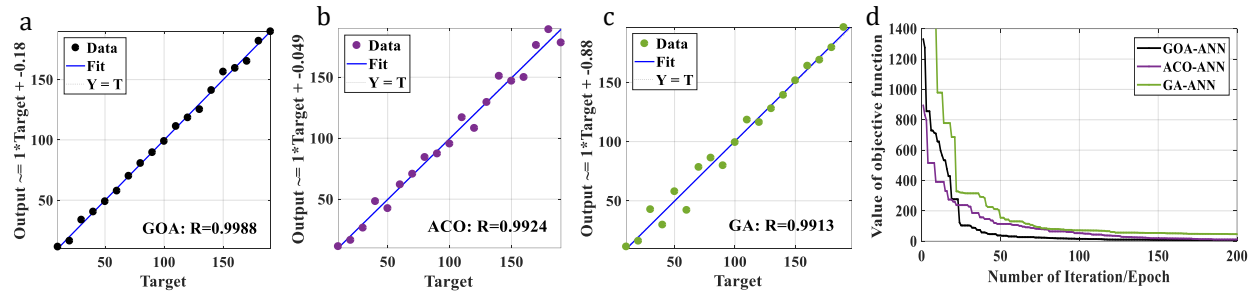 a
Output ~= 1*Target + -0.18
150
100
50
Data
Fit
Y = T
GOA: R=0.9988
50
100
150
Target
b
Output ~= 1*Target + -0.049
150
100
50
Data
Fit
Y = T
ACO: R=0.9924
50
100
150
Target
c
Output ~= 1*Target + -0.88
150
100
50
Data
Fit
Y = T
GA: R=0.9913
50
100
150
Target
d
Value of objective function
1400
1200
1000
800
600
400
200
0
GOA-ANN
ACO-ANN
GA-ANN
0
50
100
150
200
Number of Iteration/Epoch